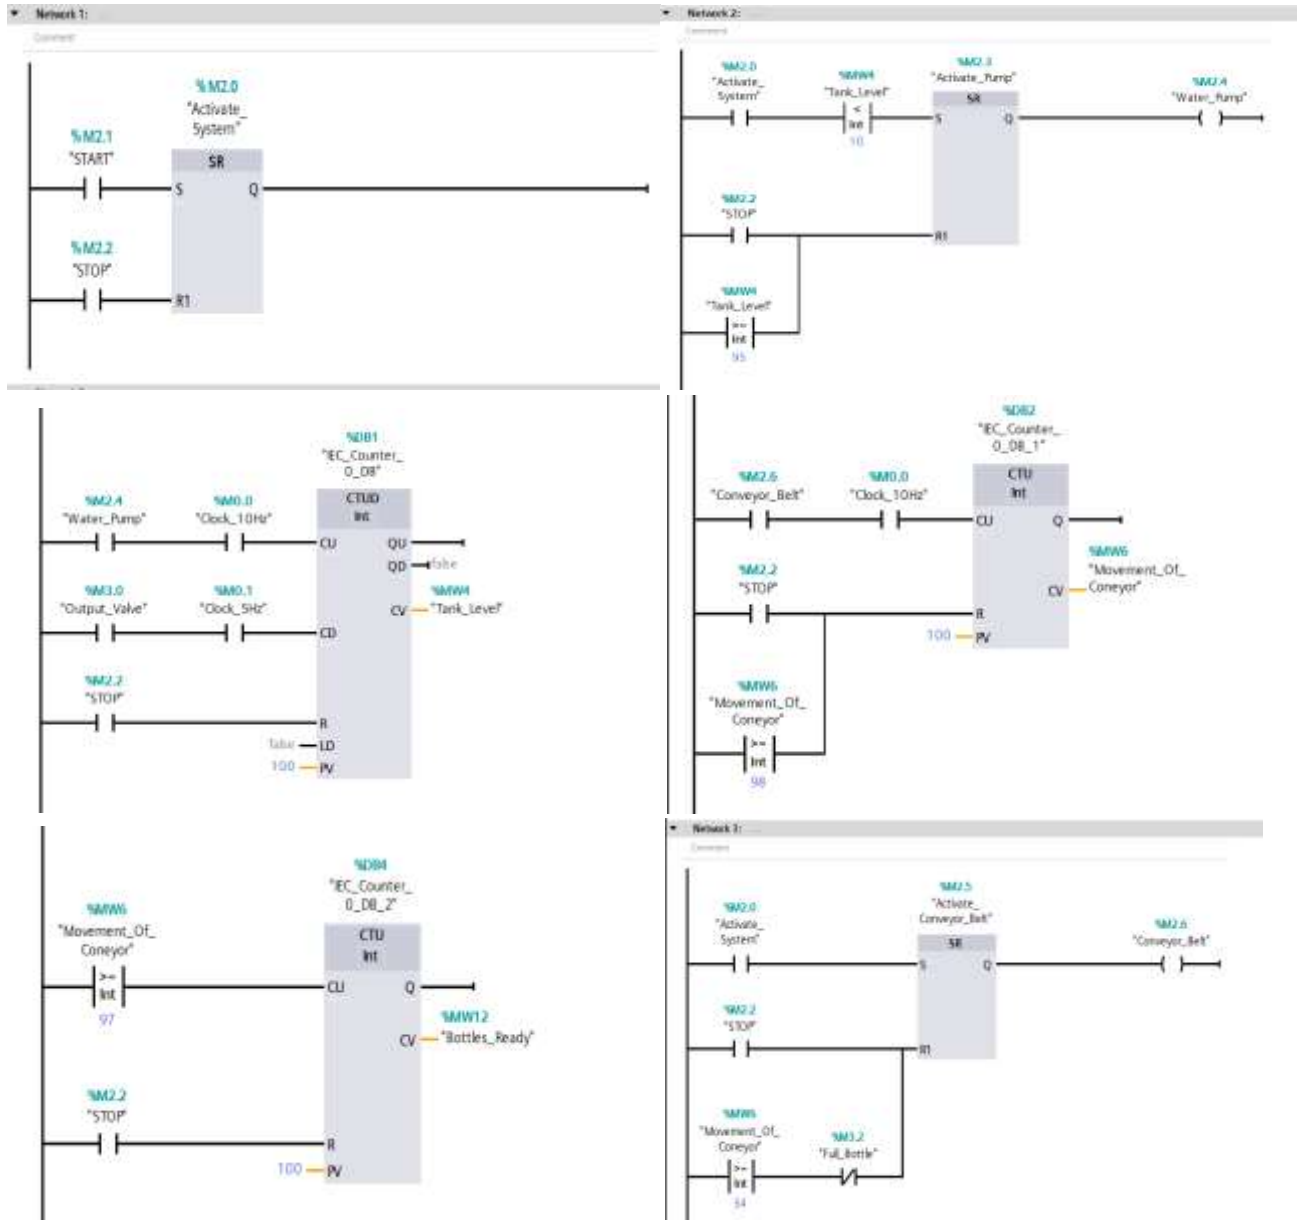 Network 1:
Comment
%M2.0
"Activate_
System"
%M2.1
"START"
SR
S
Q
%M2.2
"STOP"
R1
Network 2:
Comment
%M2.0
"Activate_
System"
%MW4
"Tank_Level"
<
Int
10
%M2.3
"Activate_Pump"
SR
S
Q
%M2.4
"Water_Pump"
%M2.2
"STOP"
R1
%MW4
"Tank_Level"
>=
Int
95
%DB1
"IEC_Counter_
0_DB"
CTUD
Int
%M2.4
"Water_Pump"
%M0.0
"Clock_10Hz"
CU
QU
QD
false
%M3.0
"Output_Valve"
%M0.1
"Clock_5Hz"
CD
%MW4
CV
"Tank_Level"
%M2.2
"STOP"
R
false
LD
100
PV
%DB2
"IEC_Counter_
0_DB_1"
CTU
Int
%M2.6
"Conveyor_Belt"
%M0.0
"Clock_10Hz"
CU
Q
%MW6
"Movement_Of_
Coneyor"
CV
%M2.2
"STOP"
R
100
PV
%MW6
"Movement_Of_
Coneyor"
>=
Int
98
%DB4
"IEC_Counter_
0_DB_2"
CTU
Int
%MW6
"Movement_Of_
Coneyor"
>=
Int
97
CU
Q
%MW12
CV
"Bottles_Ready"
%M2.2
"STOP"
R
100
PV
Network 3:
Comment
%M2.0
"Activate_
System"
%M2.5
"Activate_
Conveyor_Belt"
SR
S
Q
%M2.6
"Conveyor_Belt"
%M2.2
"STOP"
R1
%MW6
"Movement_Of_
Coneyor"
>=
Int
34
%M3.2
"Full_Bottle"